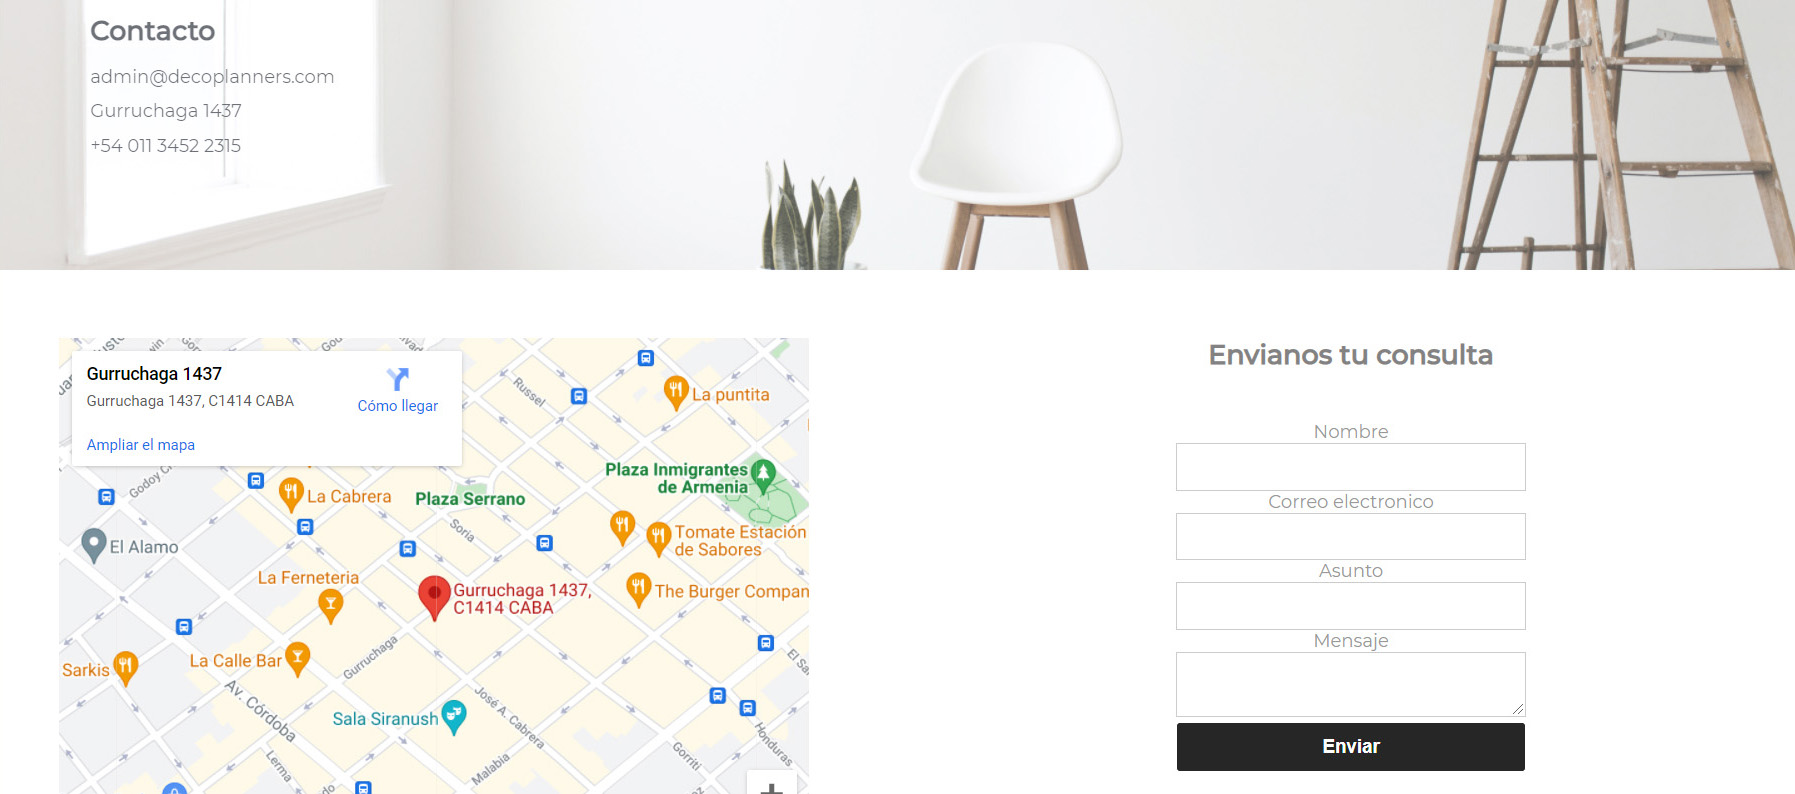 Contacto
admin@decoplanners.com
Gurruchaga 1437
+54 011 3452 2315
Gurruchaga 1437
Gurruchaga 1437, C1414 CABA
Cómo llegar
Ampliar el mapa
Russel
La puntita
Plaza Inmigrantes
de Armenia
La Cabrera
Plaza Serrano
Soria
Tomate Estación
de Sabores
El Alamo
La Ferneteria
Gurruchaga 1437,
C1414 CABA
The Burger Compan
Gurruchaga
La Calle Bar
Sarkis
Av. Córdoba
Sala Siranush
José A. Cabrera
Lerma
Malabia
Gorriti
Honduras
Envianos tu consulta
Nombre
Correo electronico
Asunto
Mensaje
Enviar